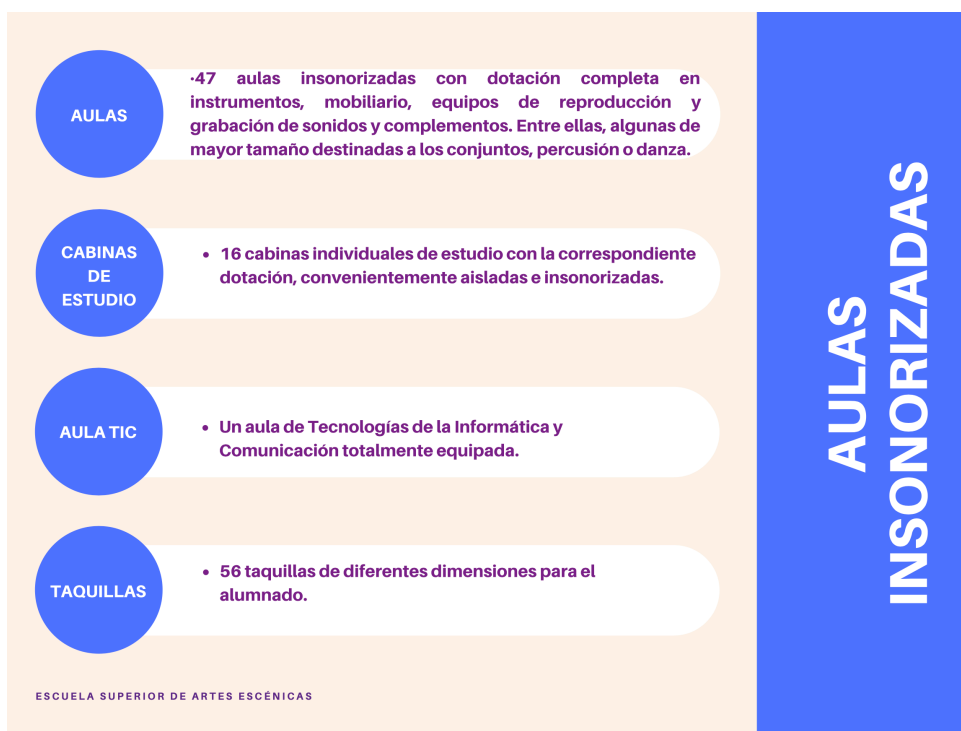 AULAS
·47 aulas insonorizadas con dotación completa en
instrumentos, mobiliario, equipos de reproducción y
grabación de sonidos y complementos. Entre ellas, algunas de
mayor tamaño destinadas a los conjuntos, percusión o danza.
CABINAS
DE
ESTUDIO
• 16 cabinas individuales de estudio con la correspondiente
dotación, convenientemente aisladas e insonorizadas.
AULA TIC
• Un aula de Tecnologías de la Informática y
Comunicación totalmente equipada.
TAQUILLAS
• 56 taquillas de diferentes dimensiones para el
alumnado.
ESCUELA SUPERIOR DE ARTES ESCÉNICAS
AULAS
INSONORIZADAS